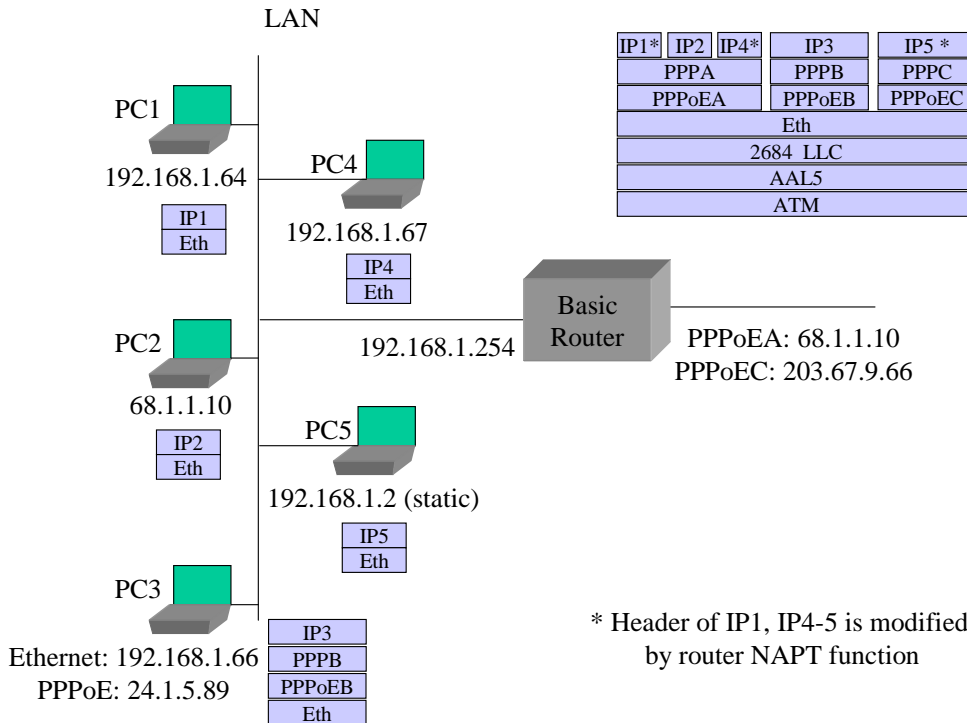 LAN
IP1* IP2 IP4* IP3 IP5 *
PPPA PPPB PPPC
PPPoEA PPPoEB PPPoEC
Eth
2684 LLC
AAL5
ATM
PC1
192.168.1.64
IP1
Eth
PC4
192.168.1.67
IP4
Eth
Basic
Router
192.168.1.254
PPPoEA: 68.1.1.10
PPPoEC: 203.67.9.66
PC2
68.1.1.10
IP2
Eth
PC5
192.168.1.2 (static)
IP5
Eth
PC3
Ethernet: 192.168.1.66
PPPoE: 24.1.5.89
IP3
PPPB
PPPoEB
Eth
* Header of IP1, IP4-5 is modified
by router NAPT function